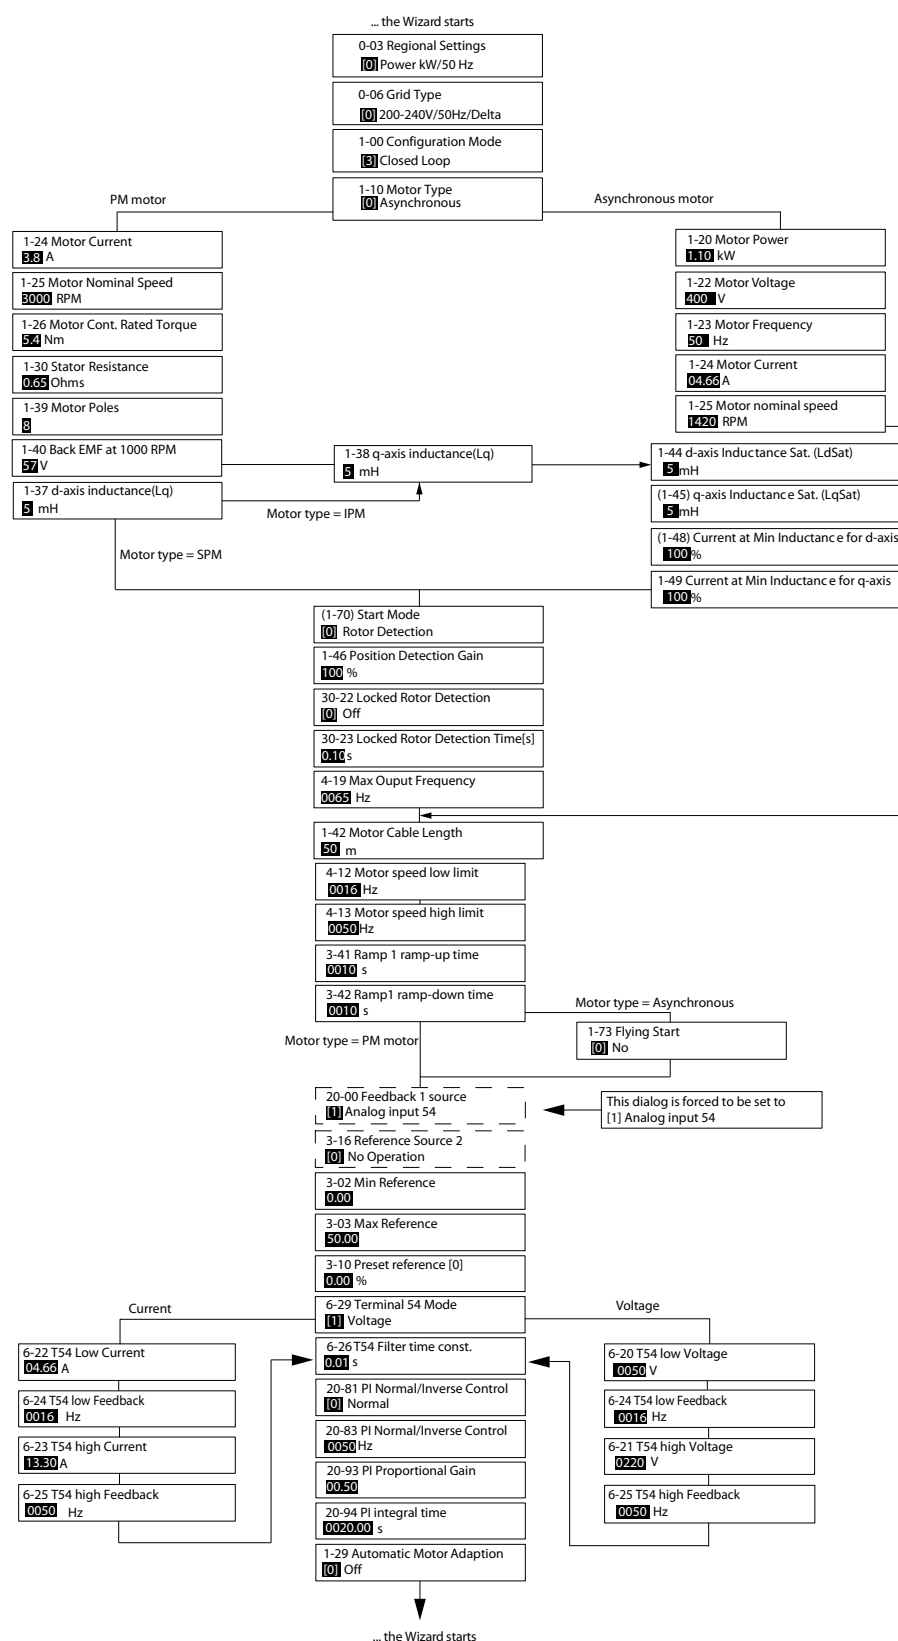 ... the Wizard starts
0-03 Regional Settings
[0] Power kW/50 Hz
0-06 Grid Type
[0] 200-240V/50Hz/Delta
1-00 Configuration Mode
[3] Closed Loop
1-10 Motor Type
[0] Asynchronous
PM motor
Asynchronous motor
1-24 Motor Current
3.8 A
1-25 Motor Nominal Speed
3000 RPM
1-26 Motor Cont. Rated Torque
5.4 Nm
1-30 Stator Resistance
0.65 Ohms
1-39 Motor Poles
8
1-40 Back EMF at 1000 RPM
57 V
1-37 d-axis inductance(Lq)
5 mH
1-20 Motor Power
1.10 kW
1-22 Motor Voltage
400 V
1-23 Motor Frequency
50 Hz
1-24 Motor Current
04.66 A
1-25 Motor nominal speed
1420 RPM
1-38 q-axis inductance(Lq)
5 mH
Motor type = IPM
Motor type = SPM
1-44 d-axis Inductance Sat. (LdSat)
5 mH
(1-45) q-axis Inductance Sat. (LqSat)
5 mH
(1-48) Current at Min Inductance for d-axis
100 %
1-49 Current at Min Inductance for q-axis
100 %
(1-70) Start Mode
[0] Rotor Detection
1-46 Position Detection Gain
100 %
30-22 Locked Rotor Detection
[0] Off
30-23 Locked Rotor Detection Time[s]
0.10 s
4-19 Max Ouput Frequency
0065 Hz
1-42 Motor Cable Length
50 m
4-12 Motor speed low limit
0016 Hz
4-13 Motor speed high limit
0050 Hz
3-41 Ramp 1 ramp-up time
0010 s
3-42 Ramp1 ramp-down time
0010 s
Motor type = Asynchronous
1-73 Flying Start
[0] No
Motor type = PM motor
20-00 Feedback 1 source
[1] Analog input 54
This dialog is forced to be set to
[1] Analog input 54
3-16 Reference Source 2
[0] No Operation
3-02 Min Reference
0.00
3-03 Max Reference
50.00
3-10 Preset reference [0]
0.00 %
6-29 Terminal 54 Mode
[1] Voltage
Current
Voltage
6-22 T54 Low Current
04.66 A
6-24 T54 low Feedback
0016 Hz
6-23 T54 high Current
13.30 A
6-25 T54 high Feedback
0050 Hz
6-26 T54 Filter time const.
0.01 s
20-81 PI Normal/Inverse Control
[0] Normal
20-83 PI Normal/Inverse Control
0050 Hz
20-93 PI Proportional Gain
00.50
20-94 PI integral time
0020.00 s
1-29 Automatic Motor Adaption
[0] Off
6-20 T54 low Voltage
0050 V
6-24 T54 low Feedback
0016 Hz
6-21 T54 high Voltage
0220 V
6-25 T54 high Feedback
0050 Hz
... the Wizard starts